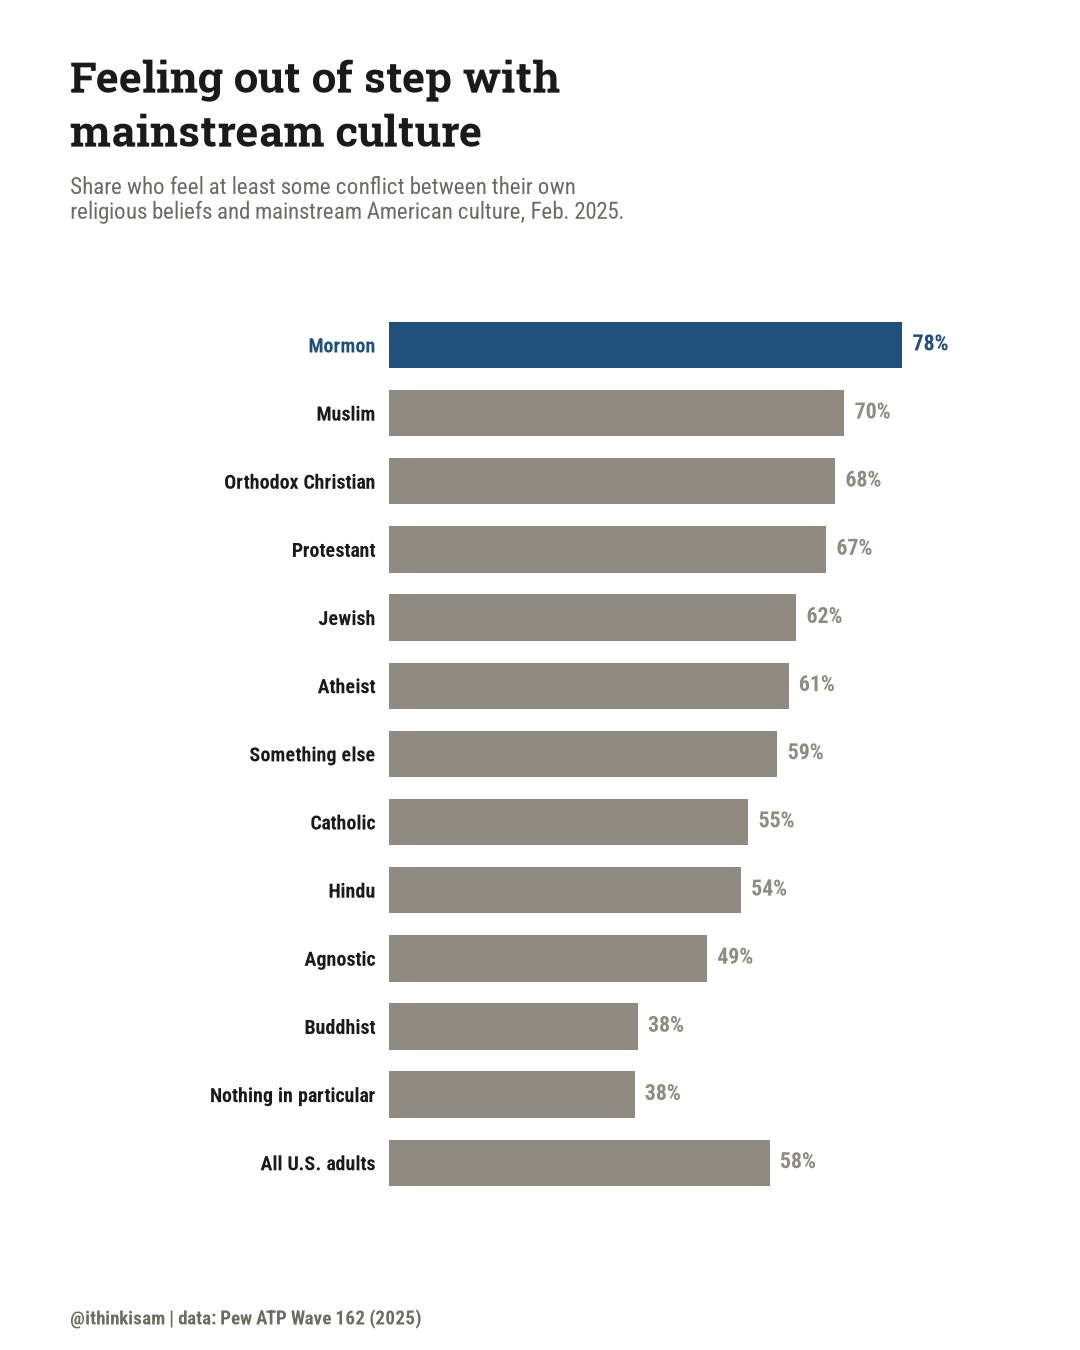 Feeling out of step with
mainstream culture
Share who feel at least some conflict between their own
religious beliefs and mainstream American culture, Feb. 2025.
Mormon 78%
Muslim 70%
Orthodox Christian 68%
Protestant 67%
Jewish 62%
Atheist 61%
Something else 59%
Catholic 55%
Hindu 54%
Agnostic 49%
Buddhist 38%
Nothing in particular 38%
All U.S. adults 58%
@ithinkisam | data: Pew ATP Wave 162 (2025)